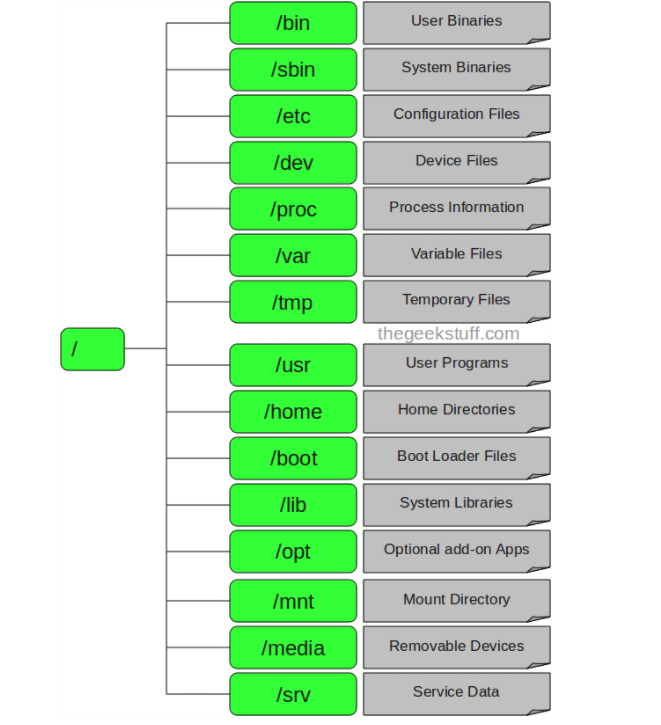 /bin User Binaries
/sbin System Binaries
/etc Configuration Files
/dev Device Files
/proc Process Information
/var Variable Files
/tmp Temporary Files
thegeekstuff.com
/
/usr User Programs
/home Home Directories
/boot Boot Loader Files
/lib System Libraries
/opt Optional add-on Apps
/mnt Mount Directory
/media Removable Devices
/srv Service Data